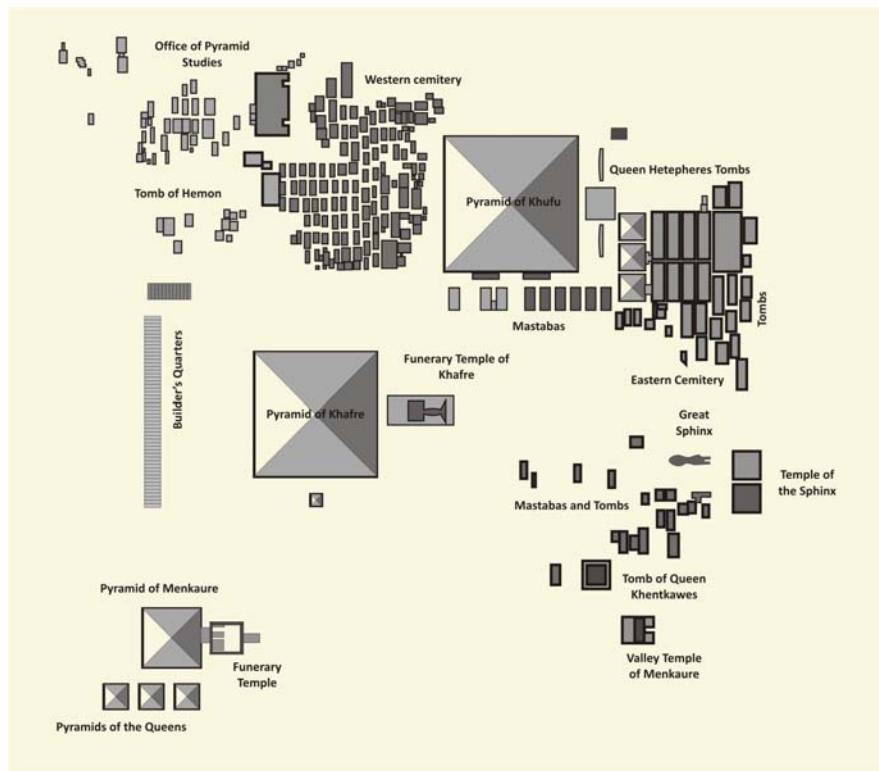 Office of Pyramid
Studies
Western cemitery
Queen Hetepheres Tombs
Tomb of Hemon
Pyramid of Khufu
Mastabas
Tombs
Builder's Quarters
Funerary Temple of
Khafre
Eastern Cemitery
Pyramid of Khafre
Great
Sphinx
Temple of
the Sphinx
Mastabas and Tombs
Pyramid of Menkaure
Tomb of Queen
Khentkawes
Funerary
Temple
Valley Temple
of Menkaure
Pyramids of the Queens